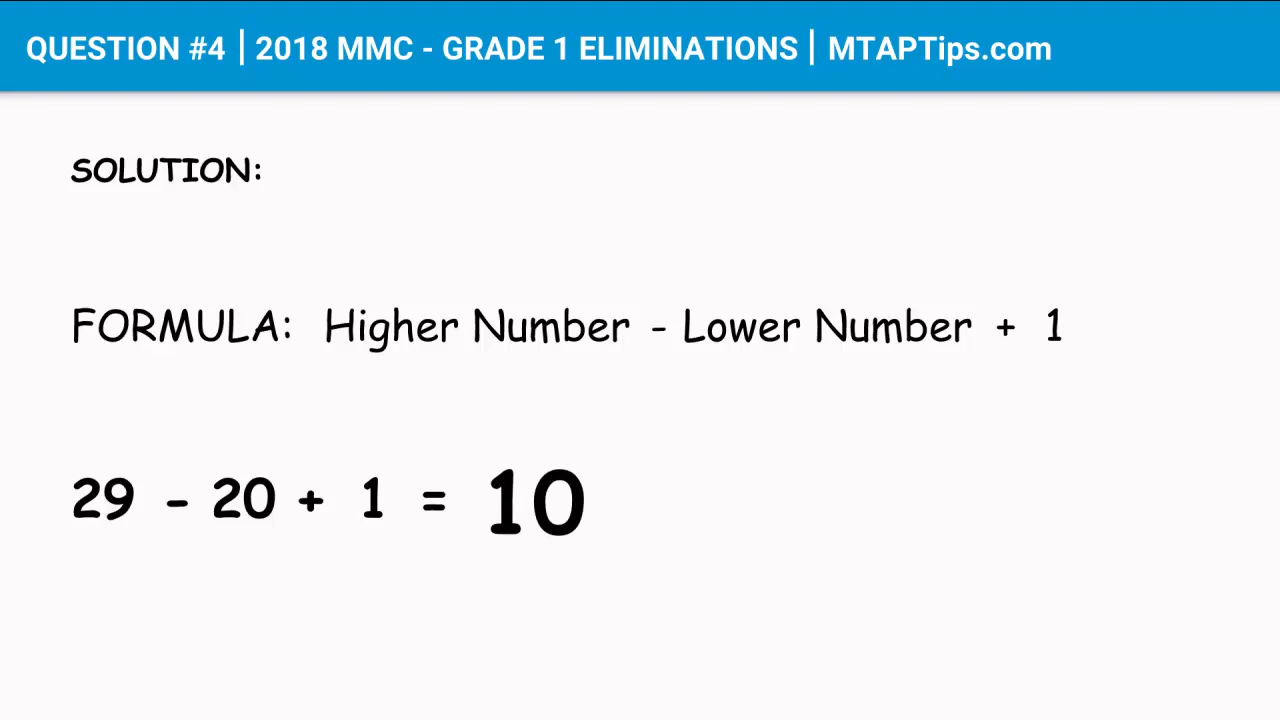 QUESTION #4 | 2018 MMC - GRADE 1 ELIMINATIONS | MTAPTips.com
SOLUTION:
FORMULA: Higher Number - Lower Number + 1
29 - 20 + 1 = 10